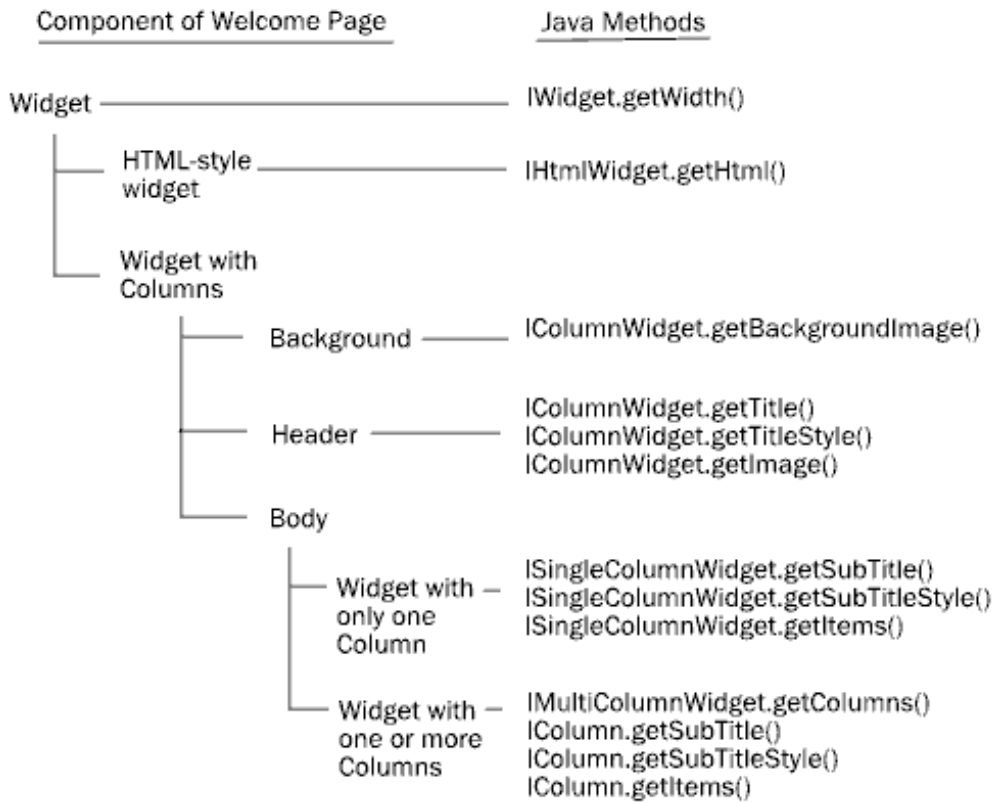 Component of Welcome Page
Java Methods
Widget
IWidget.getWidth()
HTML-style
widget
IHtmlWidget.getHtml()
Widget with
Columns
Background
IColumnWidget.getBackgroundImage()
Header
IColumnWidget.getTitle()
IColumnWidget.getTitleStyle()
IColumnWidget.getImage()
Body
Widget with
only one
Column
ISingleColumnWidget.getSubTitle()
ISingleColumnWidget.getSubTitleStyle()
ISingleColumnWidget.getItems()
Widget with
one or more
Columns
IMultiColumnWidget.getColumns()
IColumn.getSubTitle()
IColumn.getSubTitleStyle()
IColumn.getItems()